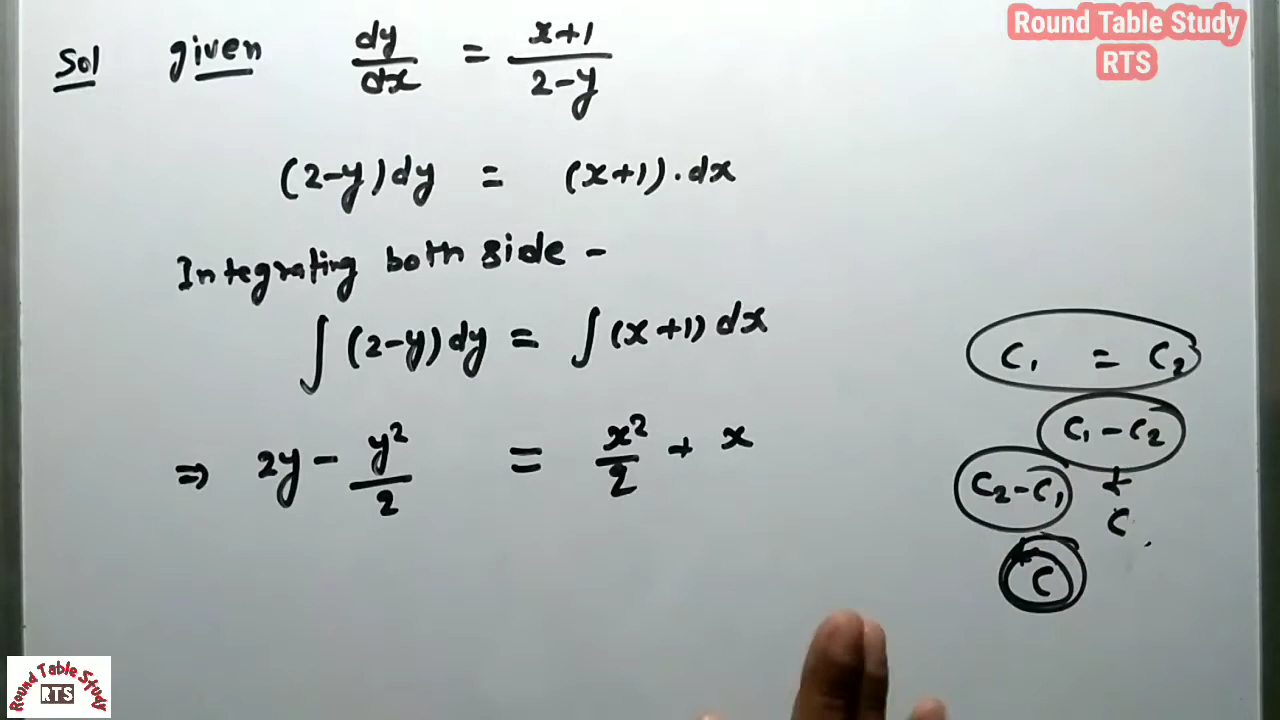 Round Table Study
RTS
Sol given dy/dx = x+1/2-y
(2-y)dy = (x+1).dx
Integrating both side -
∫(2-y)dy = ∫(x+1)dx
⇒ 2y - y²/2 = x²/2 + x
C₁ = C₂
C₁-C₂
C₂-C₁ +
C
C
Round Table Study
RTS